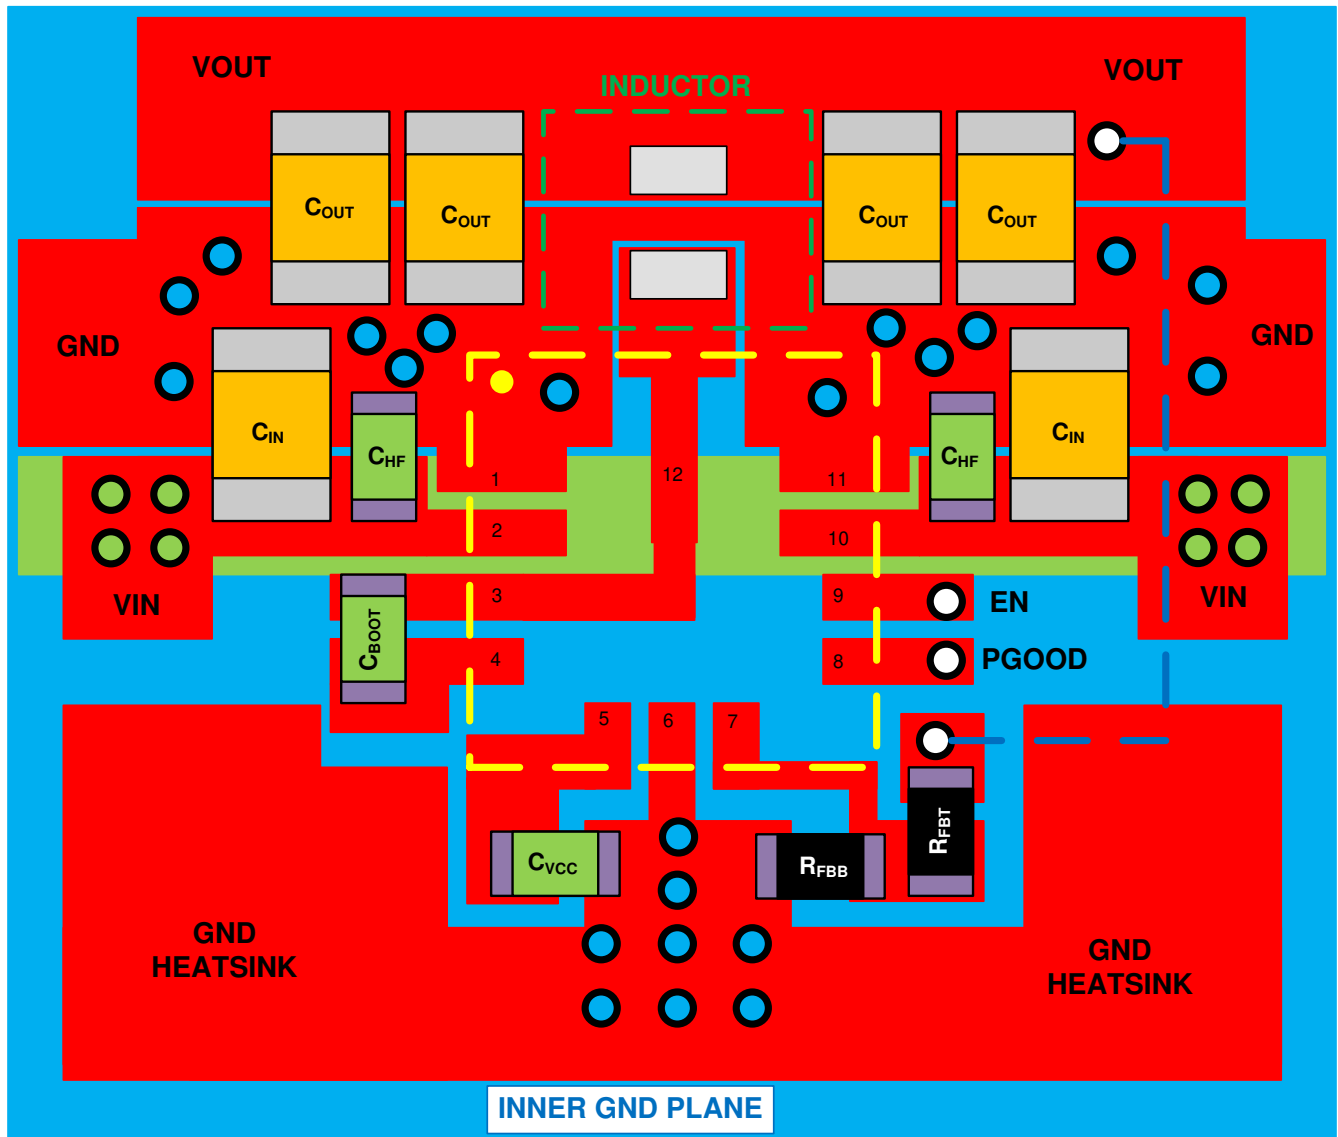 VOUT
VOUT
INDUCTOR
COUT
COUT
COUT
COUT
GND
GND
CIN
CHF
CHF
CIN
1
12
11
2
10
VIN
3
9
EN
VIN
CBOOT
4
8
PGOOD
5
6
7
CVCC
RFBB
RFBT
GND
HEATSINK
GND
HEATSINK
INNER GND PLANE